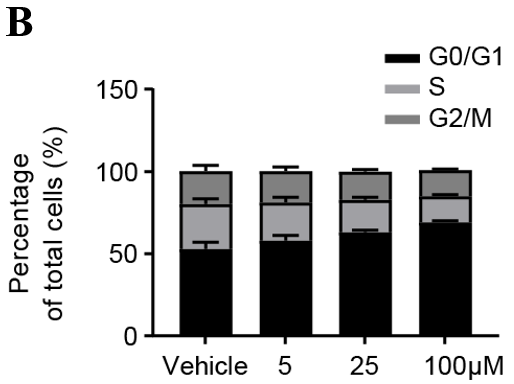 B
G0/G1
S
G2/M
Percentage
of total cells (%)
150
100
50
0
Vehicle 5 25 100µM